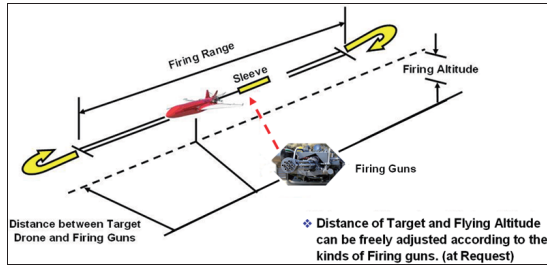 Firing Range
Sleeve
Firing Altitude
Firing Guns
Distance between Target
Drone and Firing Guns
❖ Distance of Target and Flying Altitude
can be freely adjusted according to the
kinds of Firing guns. (at Request)